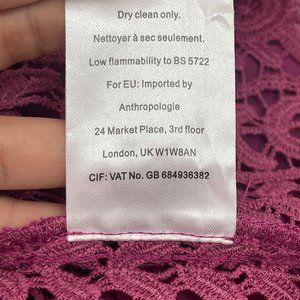 Dry clean only.
Nettoyer à sec seulement.
Low flammability to BS 5722
For EU: Imported by
Anthropologie
24 Market Place, 3rd floor
London, UK W1W8AN
CIF: VAT No. GB 684936382